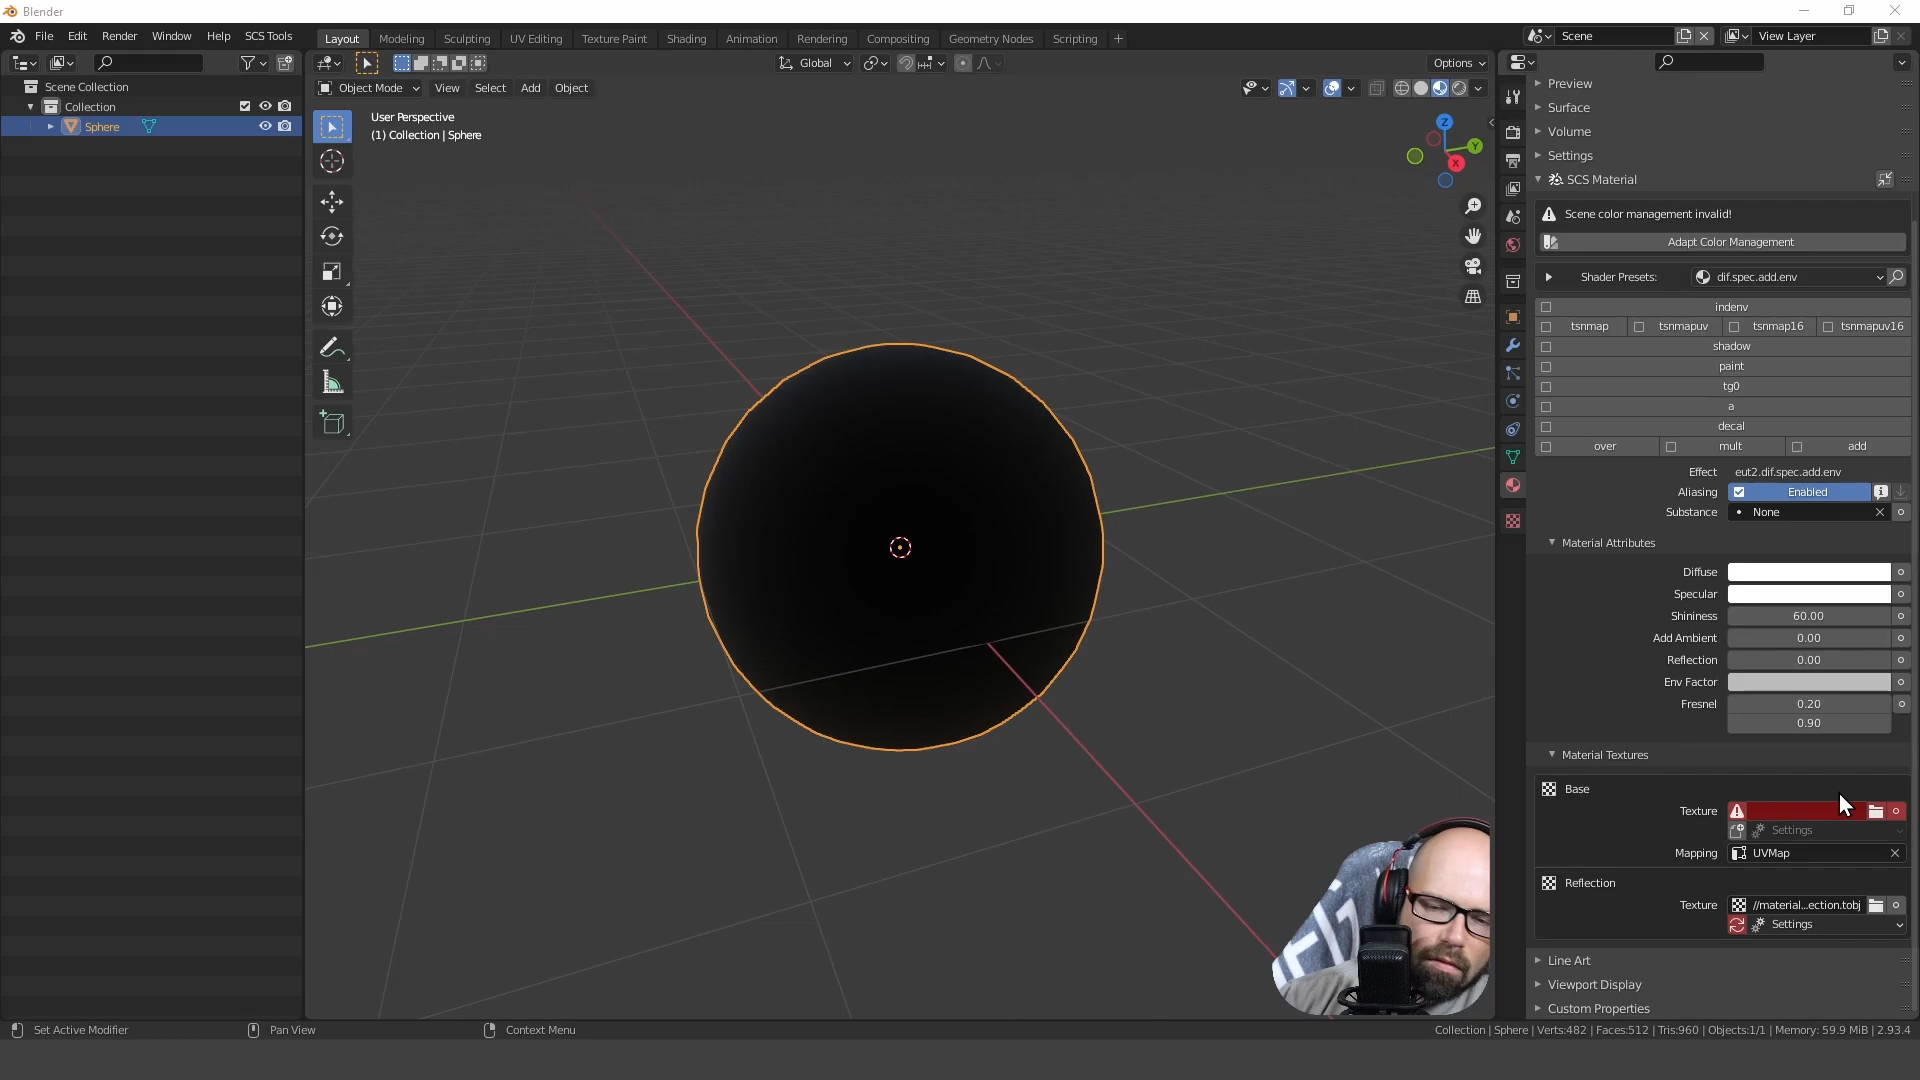 Blender
File Edit Render Window Help SCS Tools
Layout Modeling Sculpting UV Editing Texture Paint Shading Animation Rendering Compositing Geometry Nodes Scripting +
Scene View Layer
Global Options
Scene Collection
Collection
Sphere
Object Mode View Select Add Object
User Perspective
(1) Collection | Sphere
Z
Y
X
Preview
Surface
Volume
Settings
SCS Material
Scene color management invalid!
Adapt Color Management
Shader Presets: dif.spec.add.env
indenv
tsnmap tsnmapuv tsnmap16 tsnmapuv16
shadow
paint
tg0
a
decal
over mult add
Effect eut2.dif.spec.add.env
Aliasing Enabled
Substance None
Material Attributes
Diffuse
Specular
Shininess 60.00
Add Ambient 0.00
Reflection 0.00
Env Factor
Fresnel 0.20
0.90
Material Textures
Base
Texture
Settings
Mapping UVMap
Reflection
Texture //material...ection.tobj
Settings
Line Art
Viewport Display
Custom Properties
Set Active Modifier Pan View Context Menu
Collection | Sphere | Verts:482 | Faces:512 | Tris:960 | Objects:1/1 | Memory: 59.9 MiB | 2.93.4